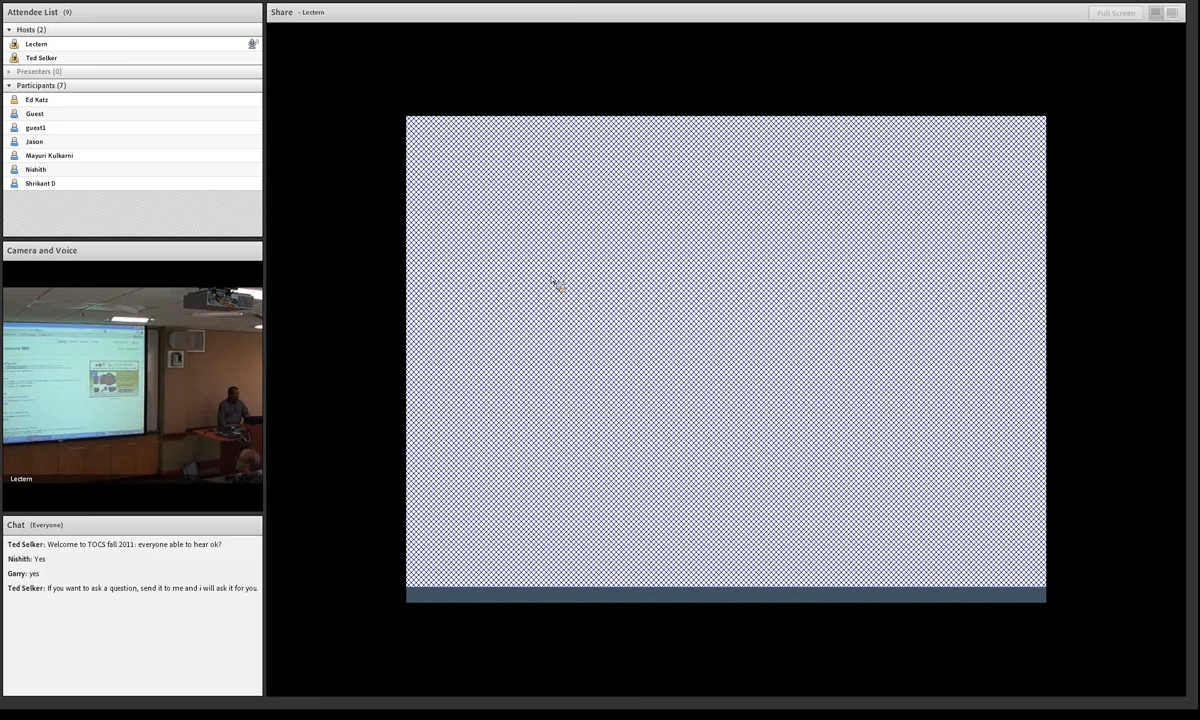 Attendee List (9)
Hosts (2)
Lectern
Ted Selker
Presenters (0)
Participants (7)
Ed Katz
Guest
guest1
Jason
Mayuri Kulkarni
Nishith
Shrikant D
Camera and Voice
Lectern
Chat (Everyone)
Ted Selker: Welcome to TOCS fall 2011: everyone able to hear ok?
Nishith: Yes
Garry: yes
Ted Selker: If you want to ask a question, send it to me and i will ask it for you.
Share - Lectern
Full Screen